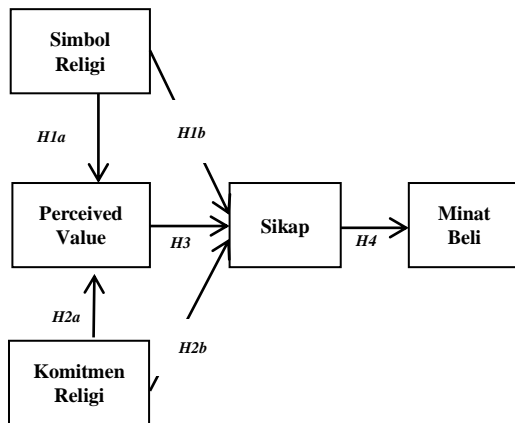 Simbol
Religi
H1a
H1b
Perceived
Value
H3
Sikap
H4
Minat
Beli
H2a
H2b
Komitmen
Religi